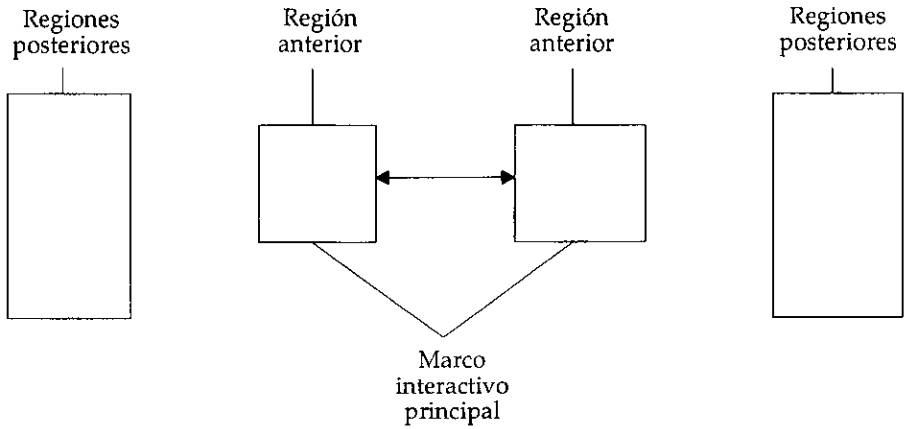 Regiones
posteriores
Región
anterior
Región
anterior
Regiones
posteriores
Marco
interactivo
principal